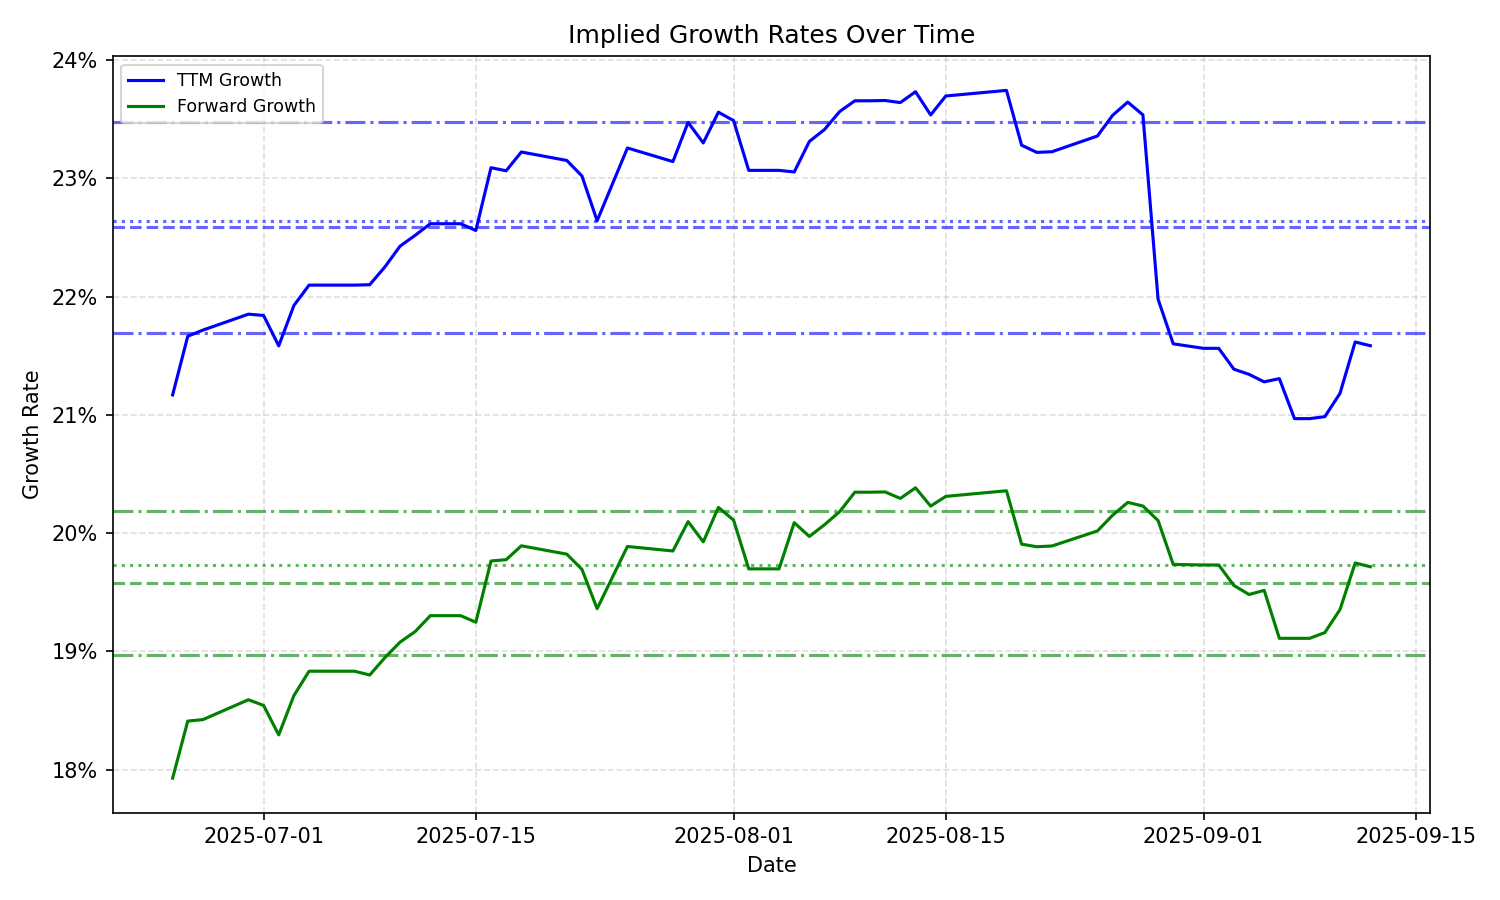 Implied Growth Rates Over Time
TTM Growth
Forward Growth
24%
23%
22%
21%
20%
19%
18%
Growth Rate
2025-07-01
2025-07-15
2025-08-01
2025-08-15
2025-09-01
2025-09-15
Date